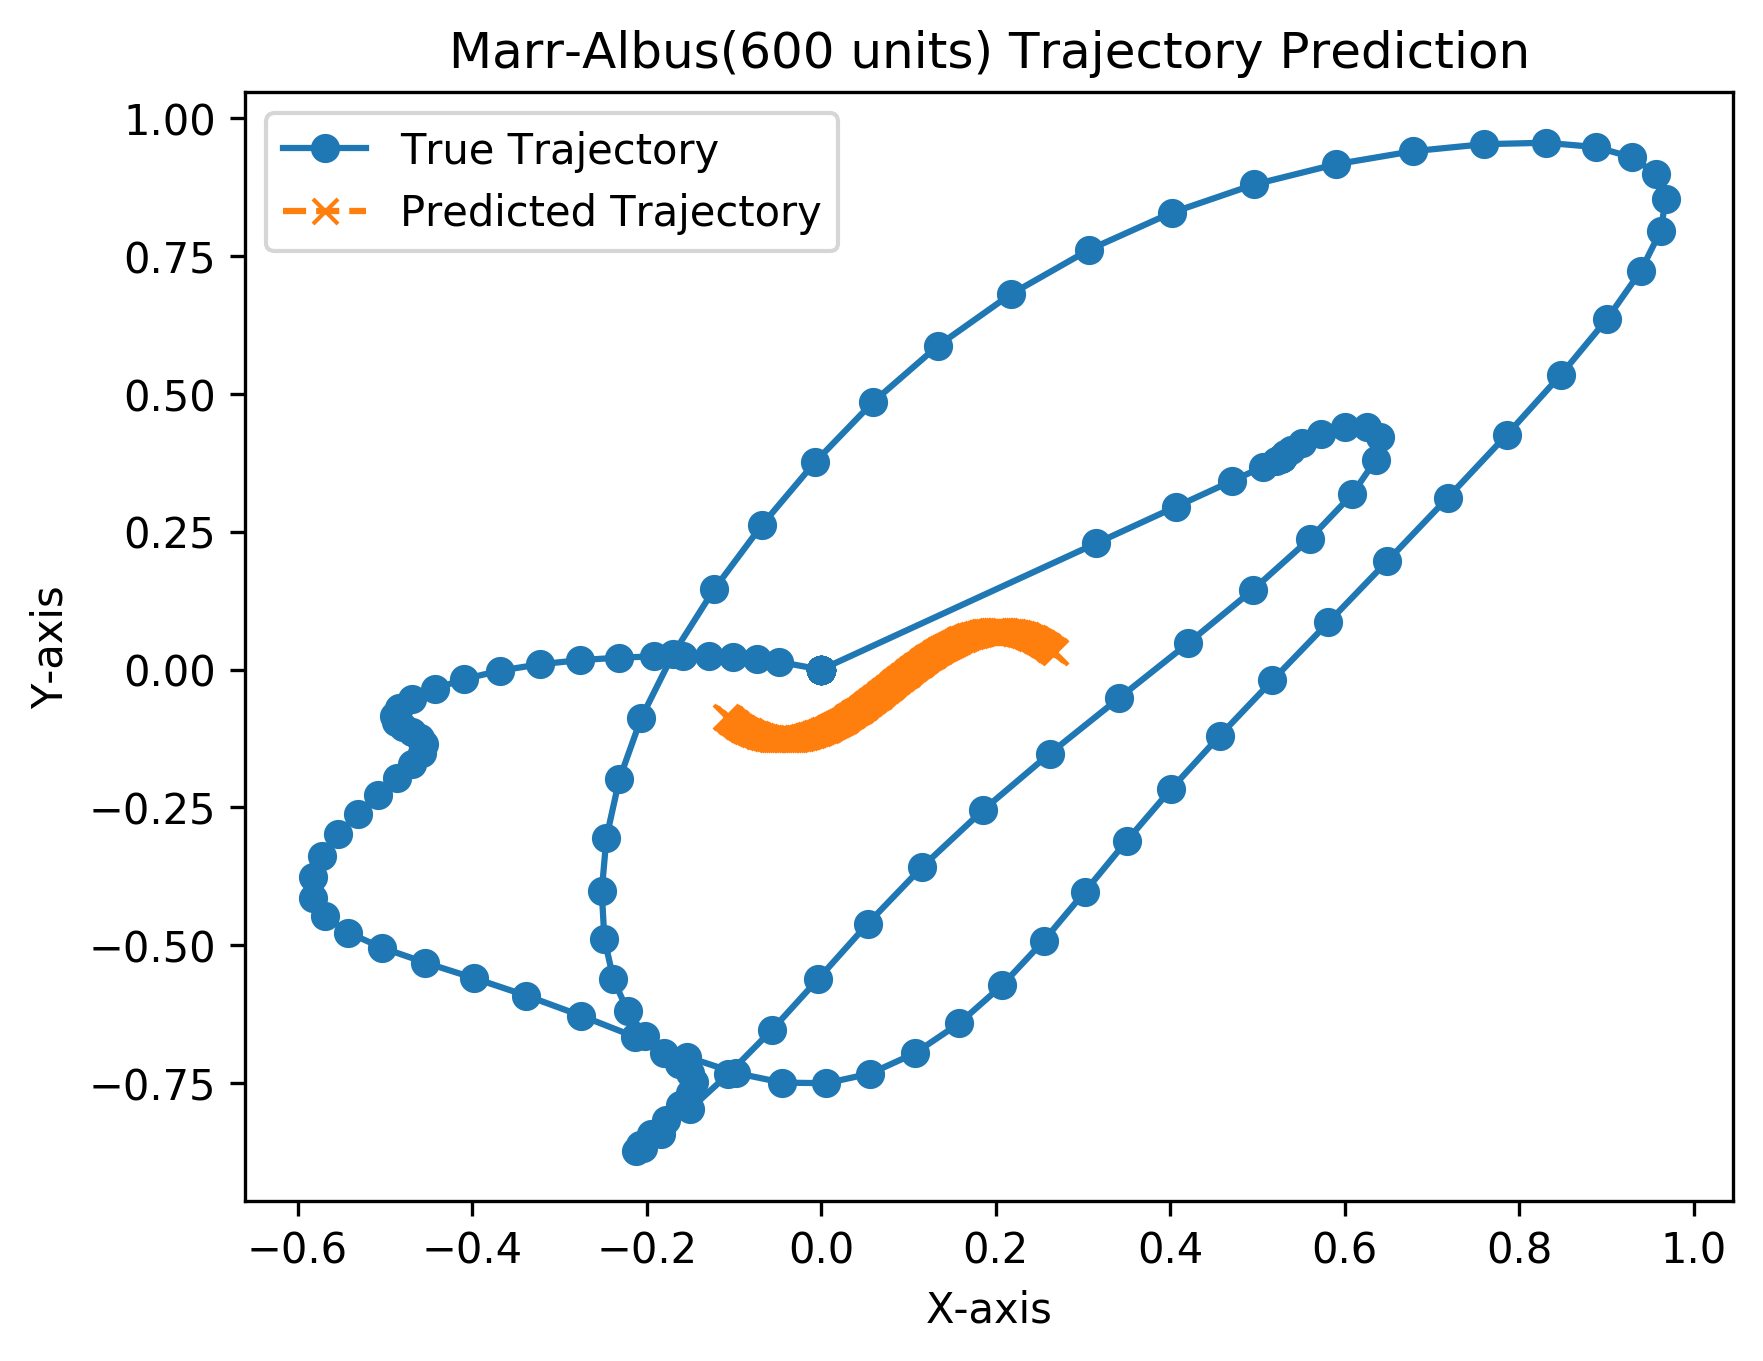 Marr-Albus(600 units) Trajectory Prediction
True Trajectory
Predicted Trajectory
1.00
0.75
0.50
0.25
0.00
−0.25
−0.50
−0.75
Y-axis
−0.6 −0.4 −0.2 0.0 0.2 0.4 0.6 0.8 1.0
X-axis